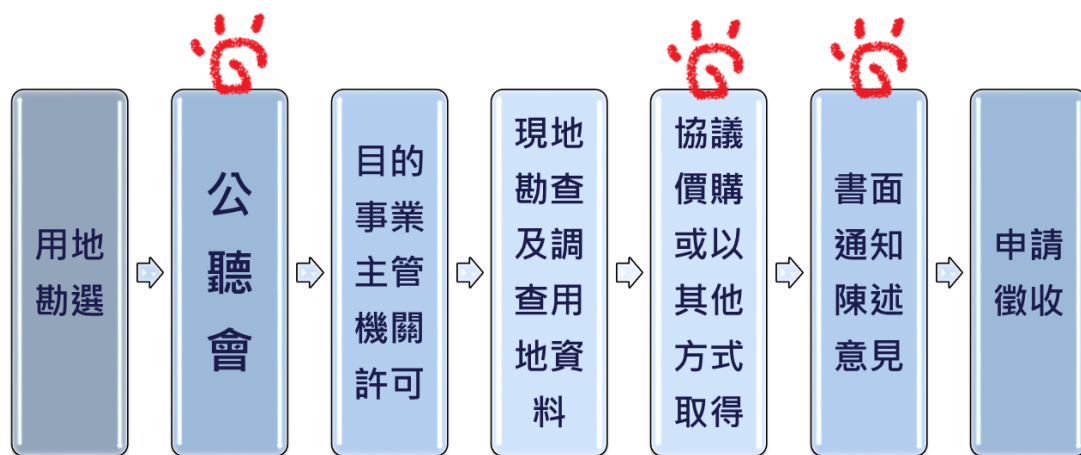 用地
勘選
公
聽
會
目的
事業
主管
機關
許可
現地
勘查
及調
查用
地資
料
協議
價購
或以
其他
方式
取得
書面
通知
陳述
意見
申請
徵收